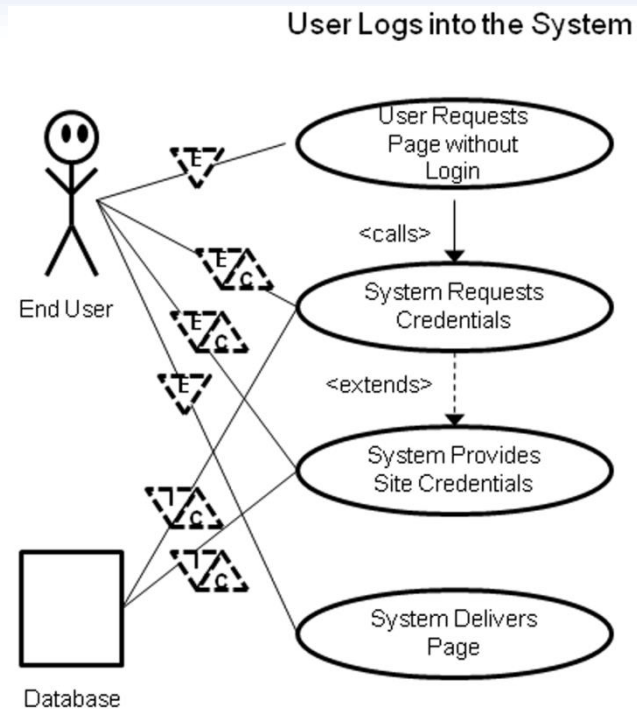 User Logs into the System
User Requests
Page without
Login
E
<calls>
E
C
System Requests
Credentials
End User
E
C
<extends>
E
System Provides
Site Credentials
I
C
I
C
System Delivers
Page
Database